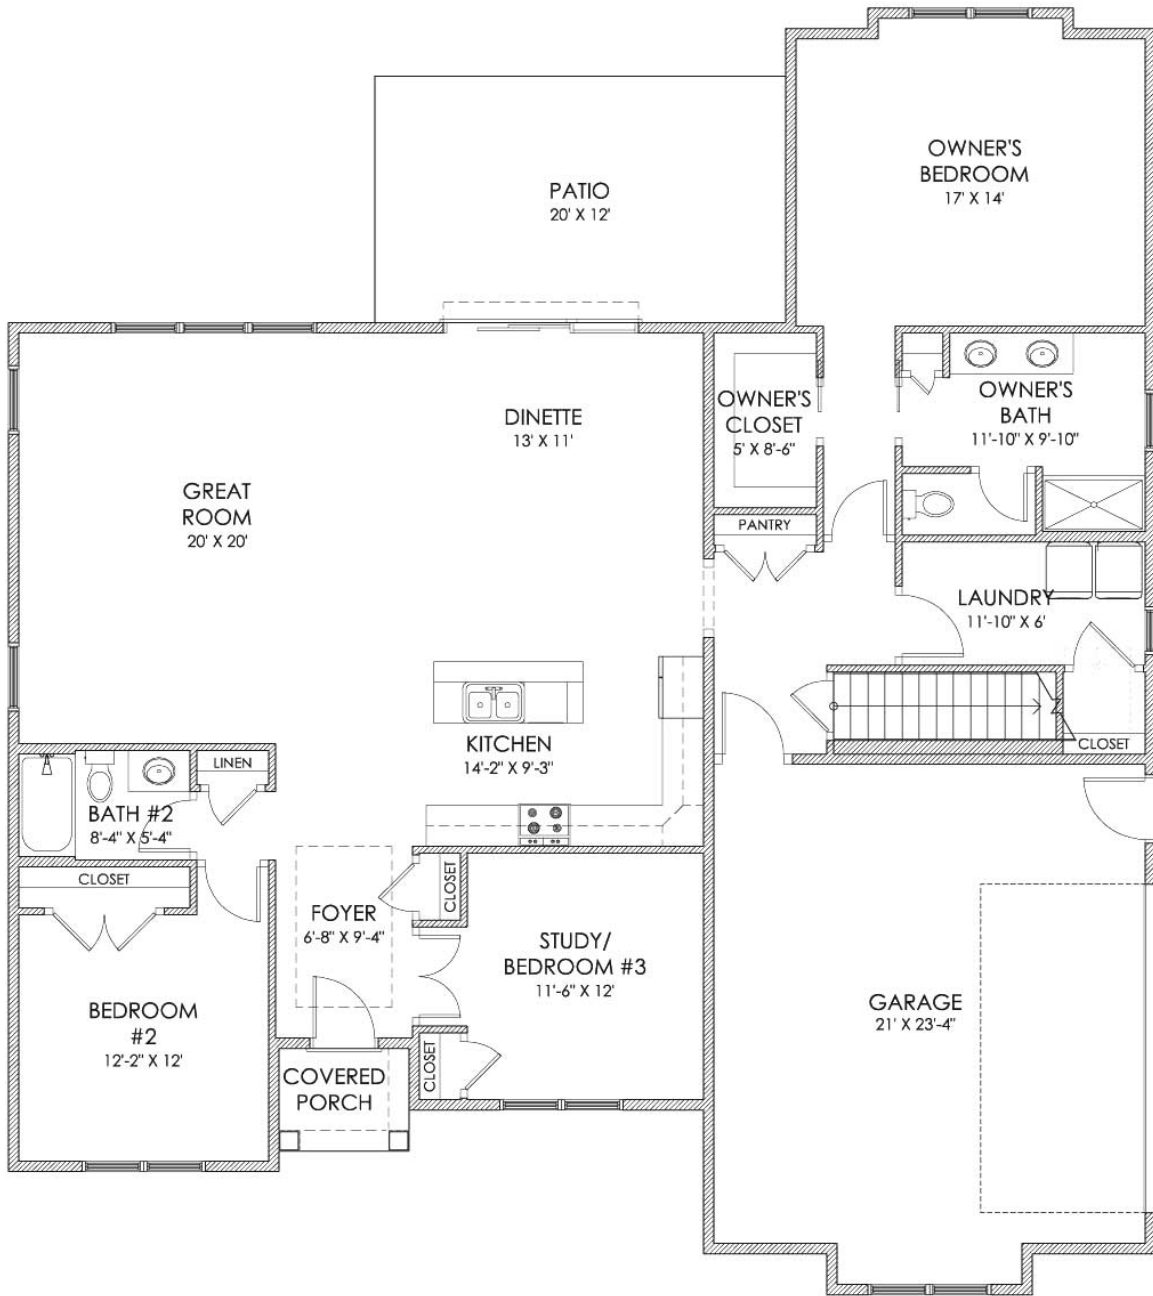 OWNER'S
BEDROOM
17' X 14'
PATIO
20' X 12'
OWNER'S
CLOSET
5' X 8'-6"
OWNER'S
BATH
11'-10" X 9'-10"
DINETTE
13' X 11'
GREAT
ROOM
20' X 20'
PANTRY
LAUNDRY
11'-10" X 6'
KITCHEN
14'-2" X 9'-3"
CLOSET
LINEN
BATH #2
8'-4" X 5'-4"
CLOSET
CLOSET
FOYER
6'-8" X 9'-4"
STUDY/
BEDROOM #3
11'-6" X 12'
BEDROOM
#2
12'-2" X 12'
GARAGE
21' X 23'-4"
CLOSET
COVERED
PORCH